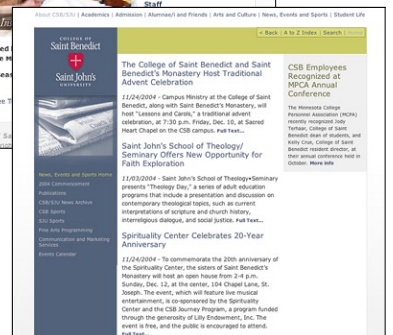 Staff
About CSB/SJU | Academics | Admission | Alumnae/i and Friends | Arts and Culture | News, Events and Sports | Student Life
< Back | A to Z Index | Search | Home
COLLEGE OF
Saint Benedict
Saint John's
UNIVERSITY
News, Events and Sports Home
2004 Commencement
Publications
CSB/SJU News Archive
CSB Sports
SJU Sports
Fine Arts Programming
Communication and Marketing
Services
Events Calendar
The College of Saint Benedict and Saint
Benedict's Monastery Host Traditional
Advent Celebration
11/24/2004 - Campus Ministry at the College of Saint
Benedict, along with Saint Benedict's Monastery, will
host "Lessons and Carols," a traditional advent
celebration, at 7:30 p.m. Friday, Dec. 10, at Sacred
Heart Chapel on the CSB campus. Full Text...
Saint John's School of Theology/
Seminary Offers New Opportunity for
Faith Exploration
11/03/2004 - Saint John's School of Theology•Seminary
presents "Theology Day," a series of adult education
programs that include a presentation and discussion on
contemporary theological topics, such as current
interpretations of scripture and church history,
interreligious dialogue, and social justice. Full Text...
Spirituality Center Celebrates 20-Year
Anniversary
11/24/2004 - To commemorate the 20th anniversary of
the Spirituality Center, the sisters of Saint Benedict's
Monastery will host an open house from 2-4 p.m.
Sunday, Dec. 12, at the center, 104 Chapel Lane, St.
Joseph. The event, which will feature live musical
entertainment, is co-sponsored by the Spirituality
Center and the CSB Journey Program, a program funded
through the generosity of Lilly Endowment, Inc. The
event is free, and the public is encouraged to attend.
Full Text...
CSB Employees
Recognized at
MPCA Annual
Conference
The Minnesota College
Personnel Association (MCPA)
recently recognized Jody
Terhaar, College of Saint
Benedict dean of students, and
Kelly Cruz, College of Saint
Benedict resident director, at
their annual conference held in
October. More info